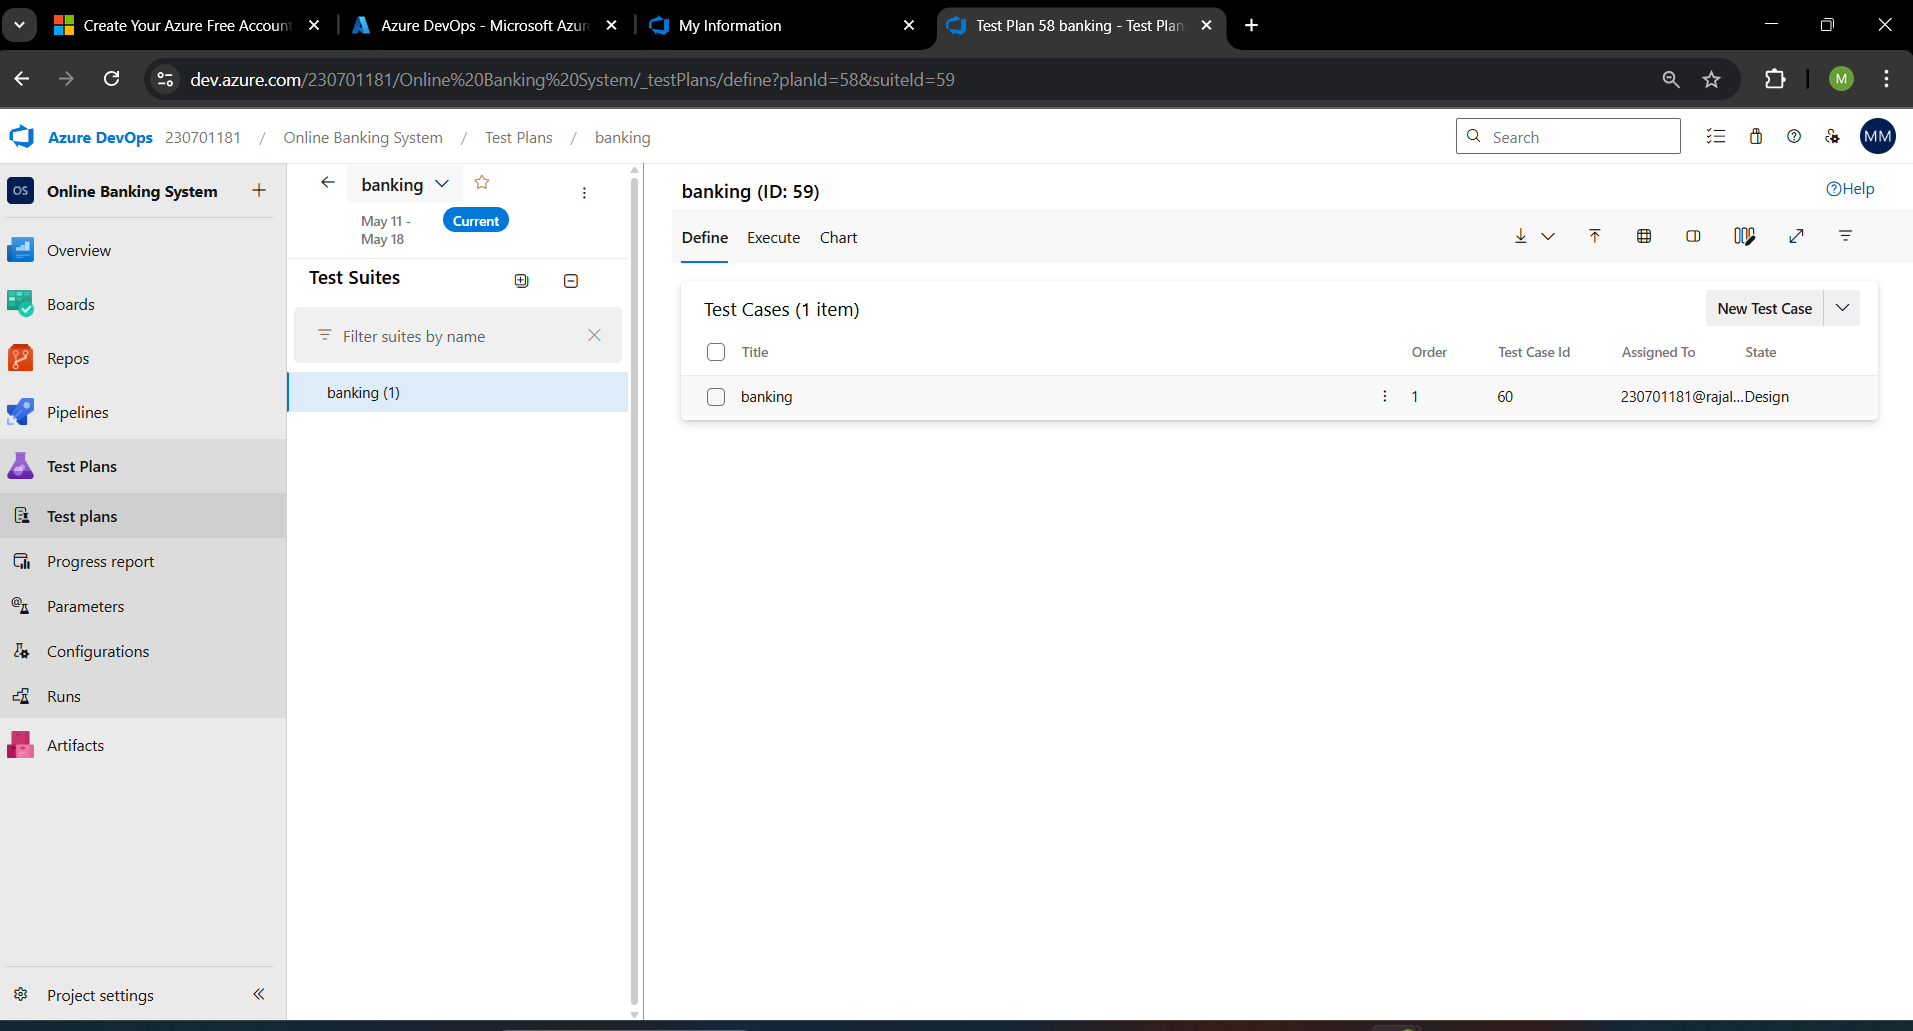 Create Your Azure Free Account
Azure DevOps - Microsoft Azur
My Information
Test Plan 58 banking - Test Plan
dev.azure.com/230701181/Online%20Banking%20System/_testPlans/define?planId=58&suiteId=59
M
Azure DevOps 230701181 / Online Banking System / Test Plans / banking
Search
MM
OS Online Banking System
Overview
Boards
Repos
Pipelines
Test Plans
Test plans
Progress report
Parameters
Configurations
Runs
Artifacts
Project settings
banking
May 11 -
May 18
Current
Test Suites
Filter suites by name
banking (1)
banking (ID: 59)
Help
Define Execute Chart
Test Cases (1 item)
New Test Case
Title Order Test Case Id Assigned To State
banking 1 60 230701181@rajal... Design